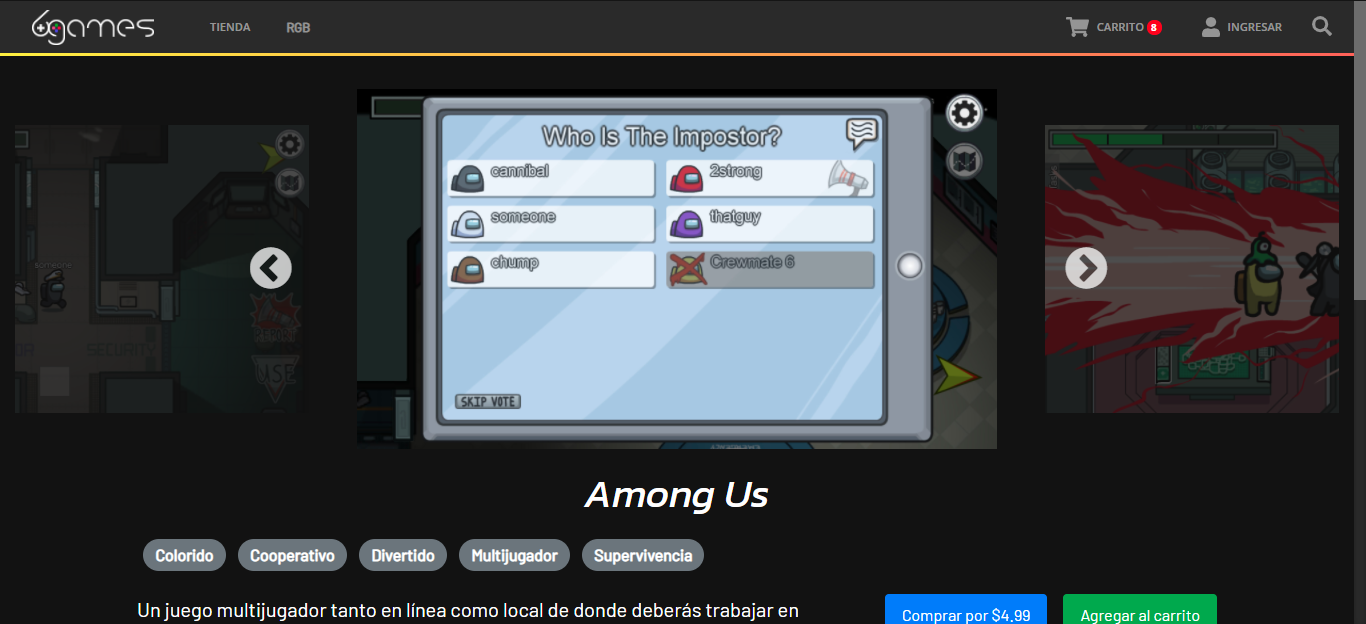 6games
TIENDA
RGB
CARRITO 8
INGRESAR
Who Is The Impostor?
cannibal
2strong
someone
thatguy
chump
Crewmate 6
SKIP VOTE
someone
SECURITY
REPORT
USE
Among Us
Colorido
Cooperativo
Divertido
Multijugador
Supervivencia
Un juego multijugador tanto en línea como local de donde deberás trabajar en
Comprar por $4.99
Agregar al carrito